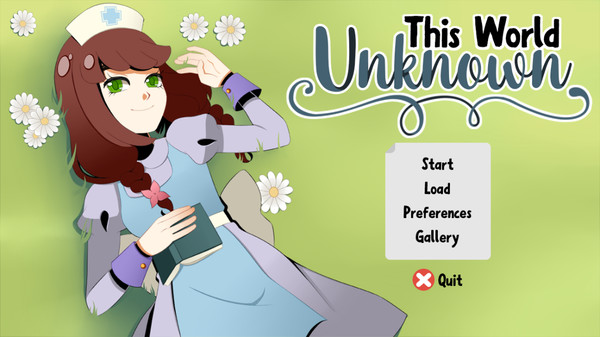 This World
Unknown
Start
Load
Preferences
Gallery
Quit